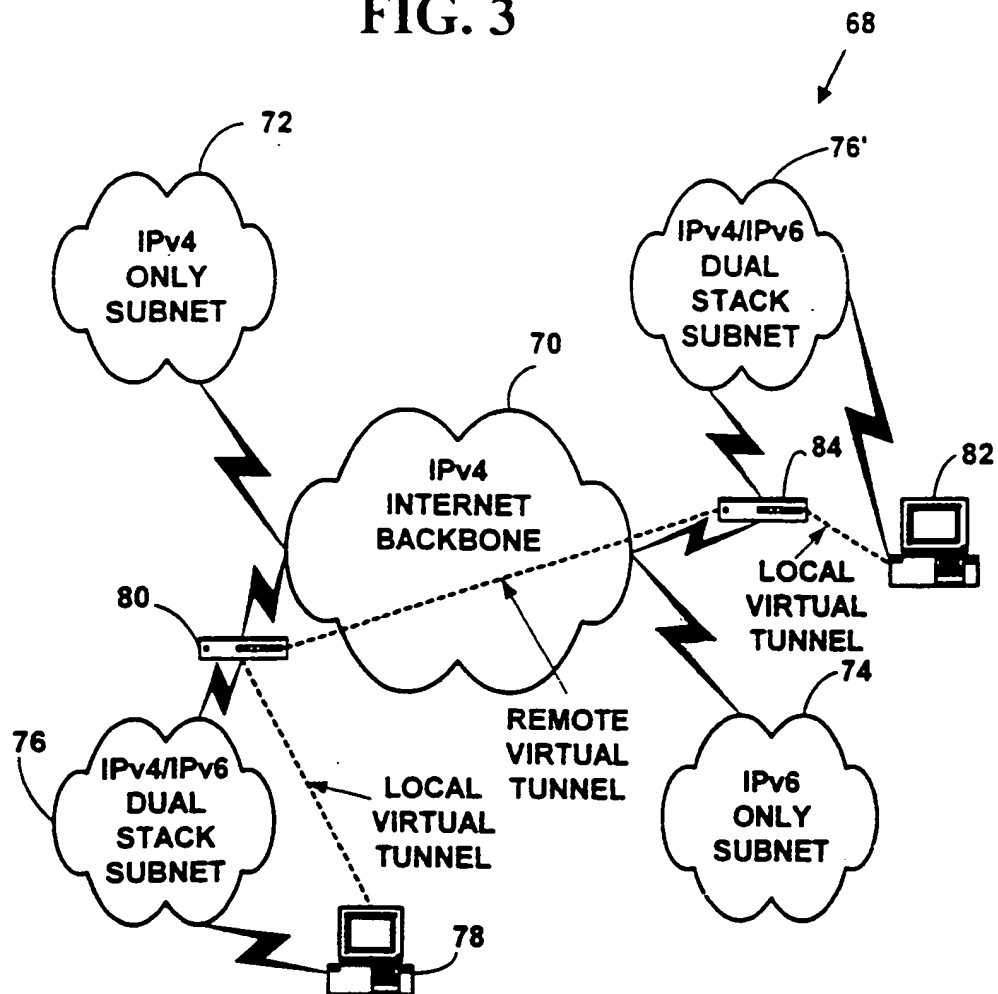 FIG. 3
68
72
76'
IPv4
ONLY
SUBNET
IPv4/IPv6
DUAL
STACK
SUBNET
70
IPv4
INTERNET
BACKBONE
84
82
80
LOCAL
VIRTUAL
TUNNEL
74
REMOTE
VIRTUAL
TUNNEL
76
IPv4/IPv6
DUAL
STACK
SUBNET
LOCAL
VIRTUAL
TUNNEL
IPv6
ONLY
SUBNET
78